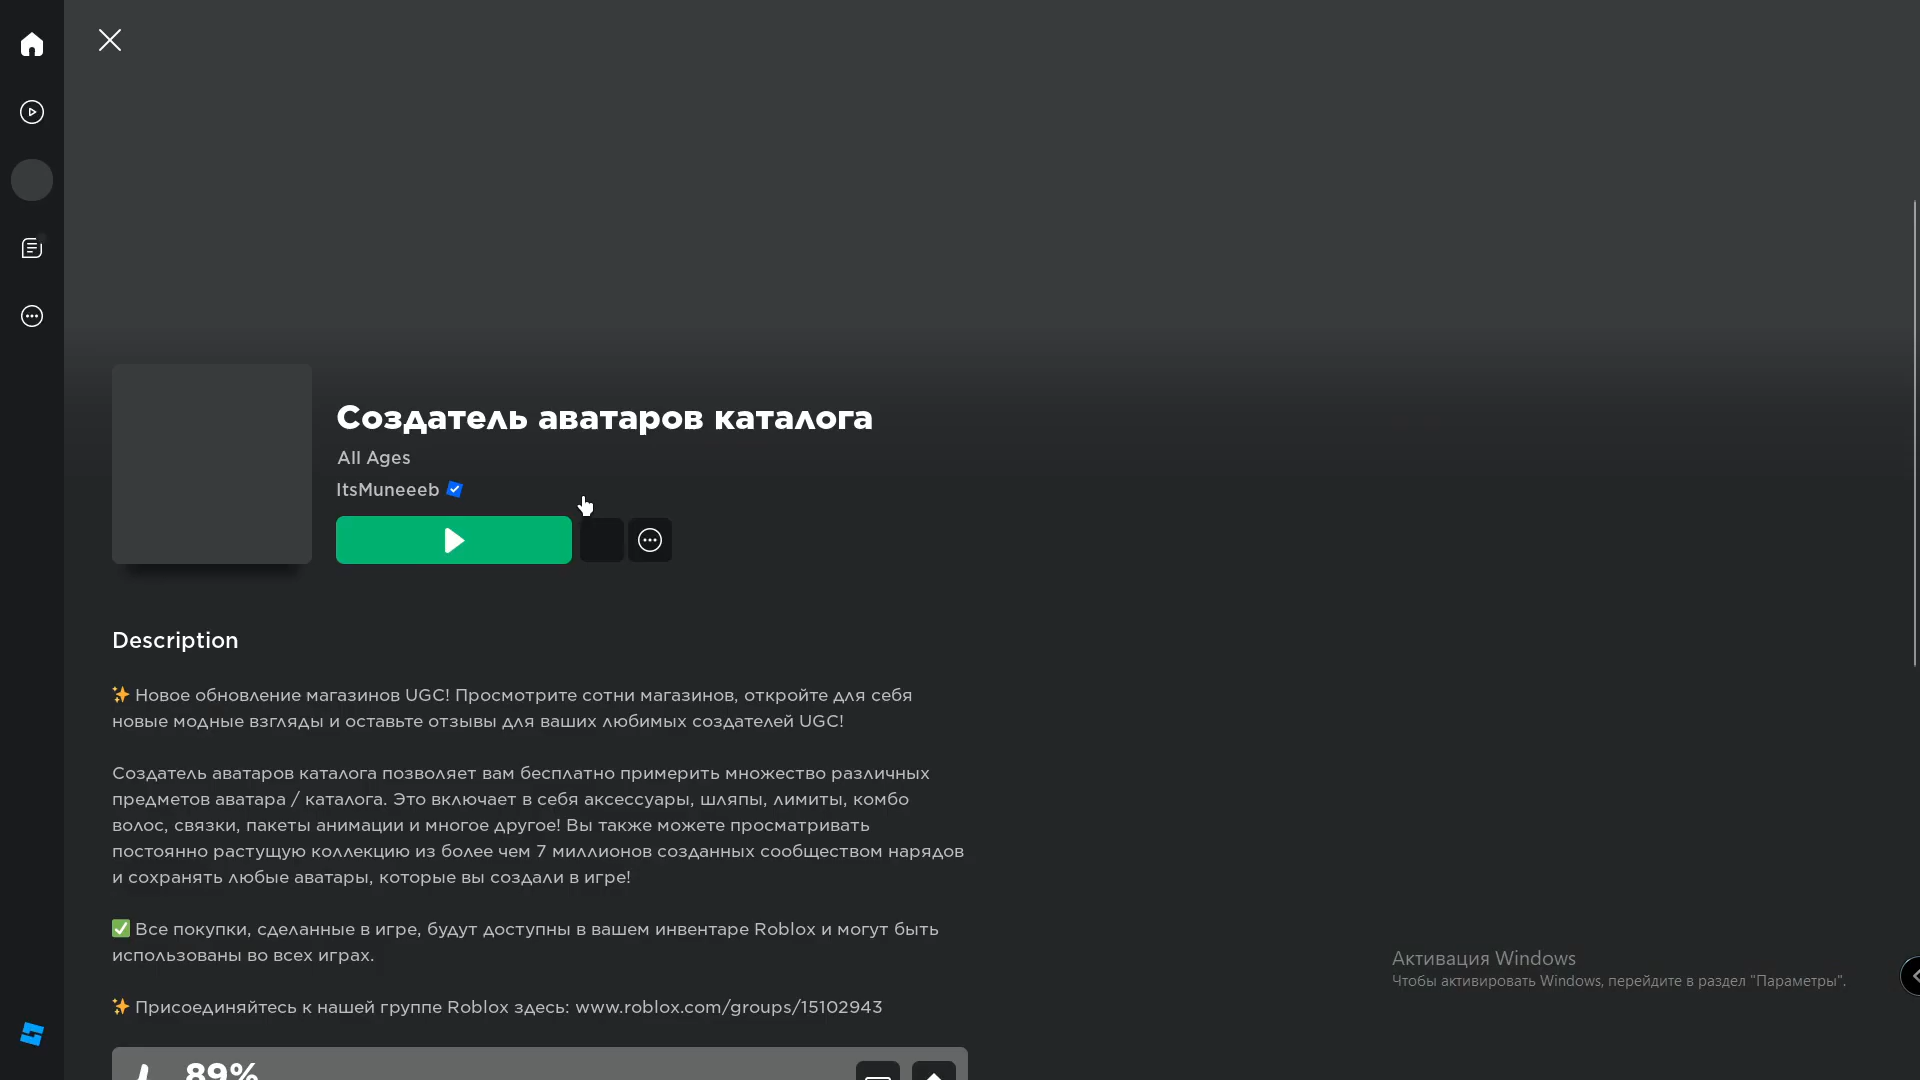 Создатель аватаров каталога
All Ages
ItsMuneeeb
Description
✨ Новое обновление магазинов UGC! Просмотрите сотни магазинов, откройте для себя
новые модные взгляды и оставьте отзывы для ваших любимых создателей UGC!
Создатель аватаров каталога позволяет вам бесплатно примерить множество различных
предметов аватара / каталога. Это включает в себя аксессуары, шляпы, лимиты, комбо
волос, связки, пакеты анимации и многое другое! Вы также можете просматривать
постоянно растущую коллекцию из более чем 7 миллионов созданных сообществом нарядов
и сохранять любые аватары, которые вы создали в игре!
✅ Все покупки, сделанные в игре, будут доступны в вашем инвентаре Roblox и могут быть
использованы во всех играх.
✨ Присоединяйтесь к нашей группе Roblox здесь: www.roblox.com/groups/15102943
89%
Активация Windows
Чтобы активировать Windows, перейдите в раздел "Параметры".